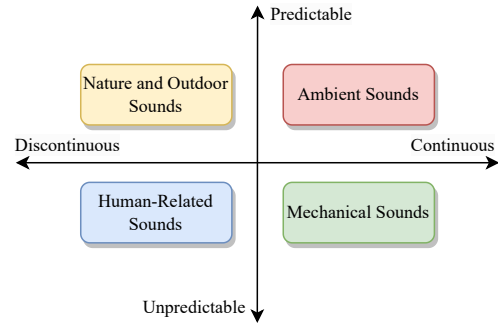 Predictable
Nature and Outdoor
Sounds
Ambient Sounds
Discontinuous
Continuous
Human-Related
Sounds
Mechanical Sounds
Unpredictable